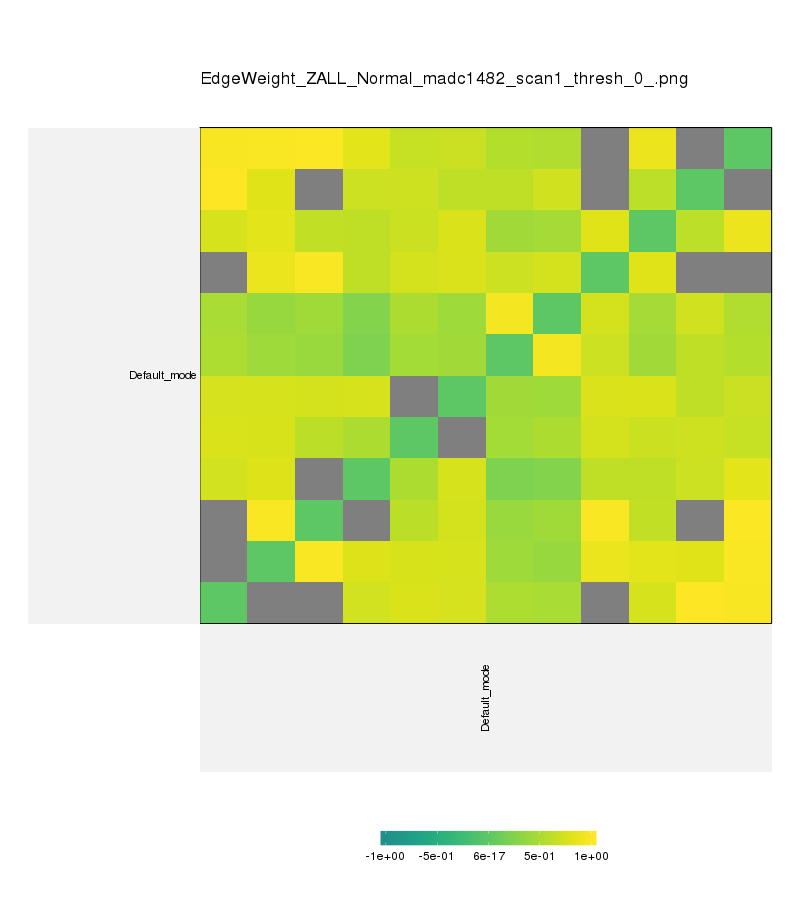 EdgeWeight_ZALL_Normal_madc1482_scan1_thresh_0_.png
Default_mode
Default_mode
-1e+00 -5e-01 6e-17 5e-01 1e+00